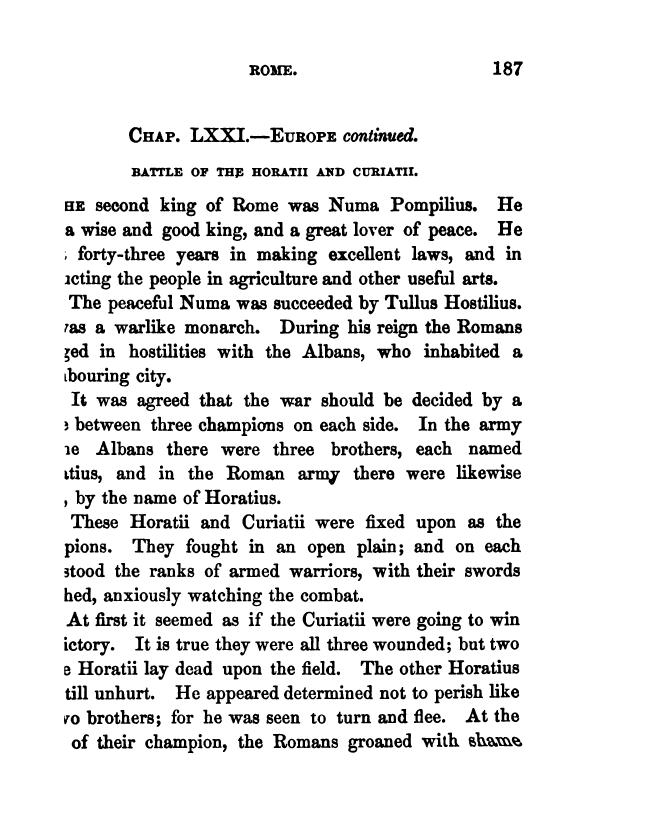 ROME. 187
CHAP. LXXI.—EUROPE continued.
BATTLE OF THE HORATII AND CURIATII.
HE second king of Rome was Numa Pompilius. He
a wise and good king, and a great lover of peace. He
forty-three years in making excellent laws, and in
cting the people in agriculture and other useful arts.
The peaceful Numa was succeeded by Tullus Hostilius.
as a warlike monarch. During his reign the Romans
ged in hostilities with the Albans, who inhabited a
bouring city.
It was agreed that the war should be decided by a
between three champions on each side. In the army
e Albans there were three brothers, each named
tius, and in the Roman army there were likewise
, by the name of Horatius.
These Horatii and Curiatii were fixed upon as the
pions. They fought in an open plain; and on each
stood the ranks of armed warriors, with their swords
hed, anxiously watching the combat.
At first it seemed as if the Curiatii were going to win
ictory. It is true they were all three wounded; but two
e Horatii lay dead upon the field. The other Horatius
till unhurt. He appeared determined not to perish like
o brothers; for he was seen to turn and flee. At the
of their champion, the Romans groaned with shame